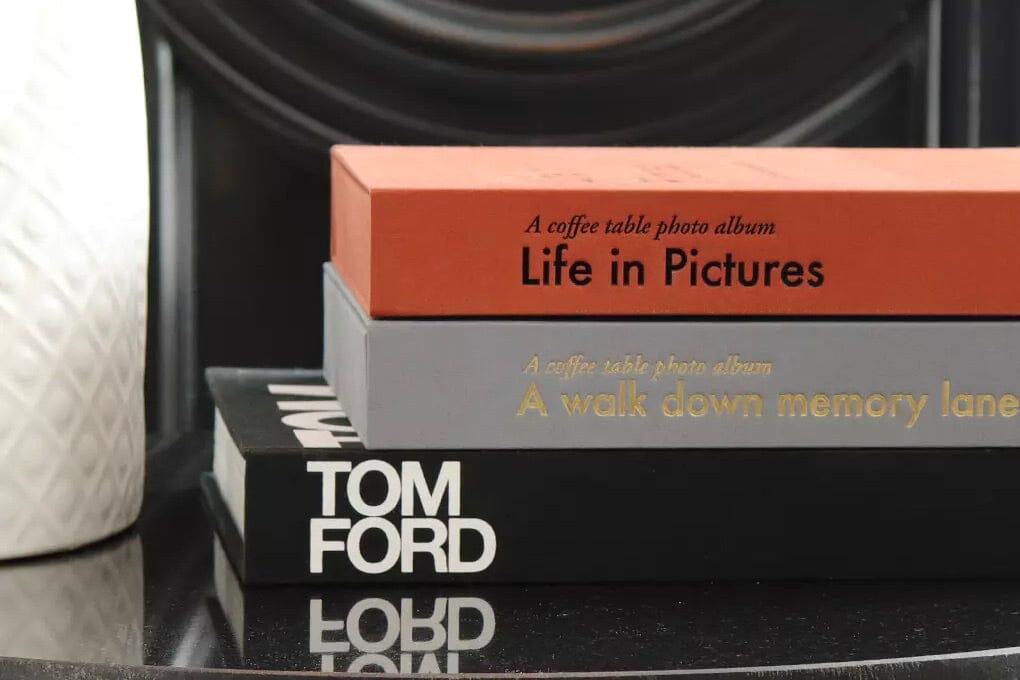 A coffee table photo album
Life in Pictures
A coffee table photo album
A walk down memory lane
TOM
FORD